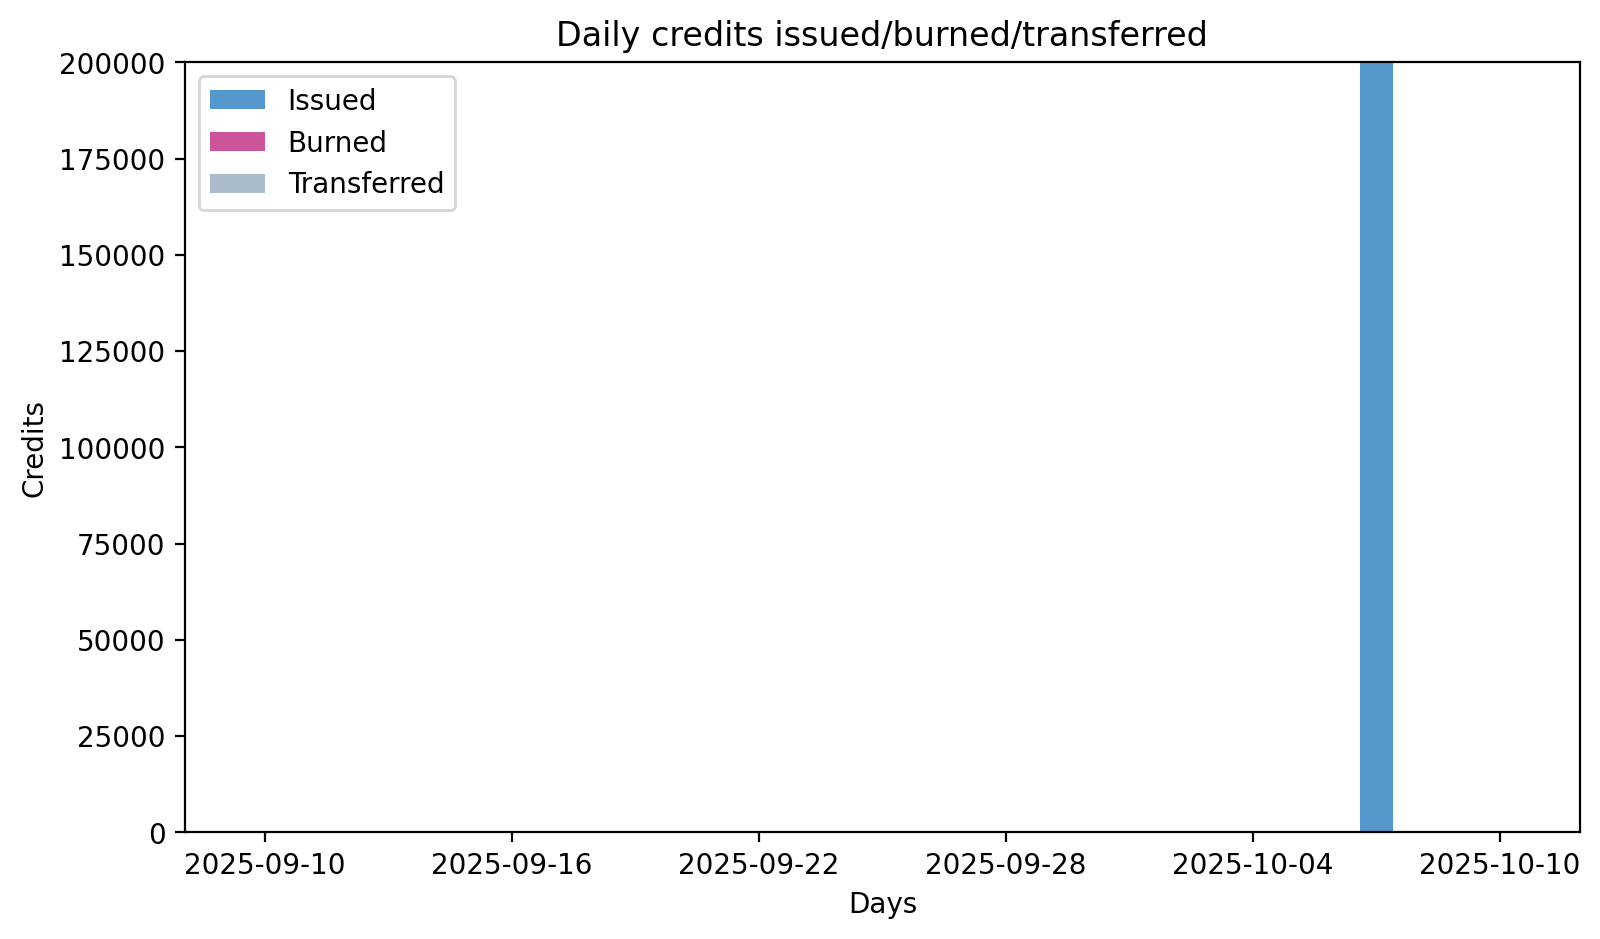 Daily credits issued/burned/transferred
200000
175000
150000
125000
100000
75000
50000
25000
0
Credits
Issued
Burned
Transferred
2025-09-10
2025-09-16
2025-09-22
2025-09-28
2025-10-04
2025-10-10
Days